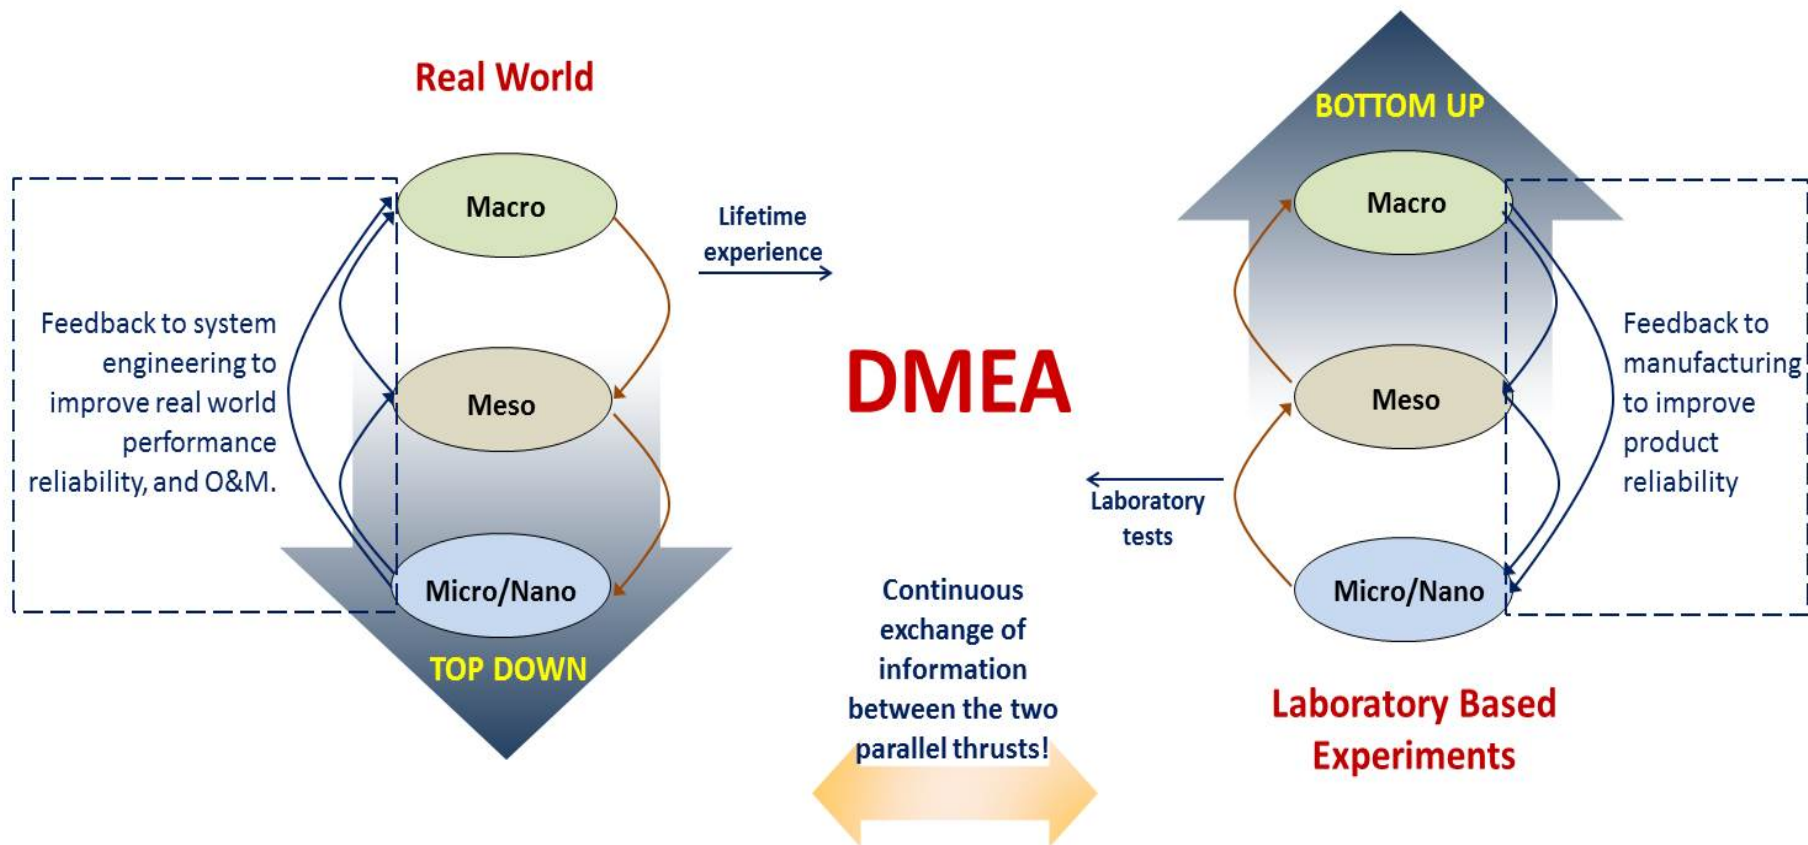 Real World
Macro
Feedback to system
engineering to
improve real world
performance
reliability, and O&M.
Meso
Micro/Nano
TOP DOWN
Lifetime
experience
DMEA
Laboratory
tests
Continuous
exchange of
information
between the two
parallel thrusts!
BOTTOM UP
Macro
Meso
Feedback to
manufacturing
to improve
product
reliability
Micro/Nano
Laboratory Based
Experiments